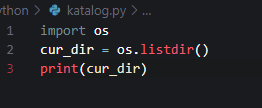 ython > katalog.py > ...
1 import os
2 cur_dir = os.listdir()
3 print(cur_dir)